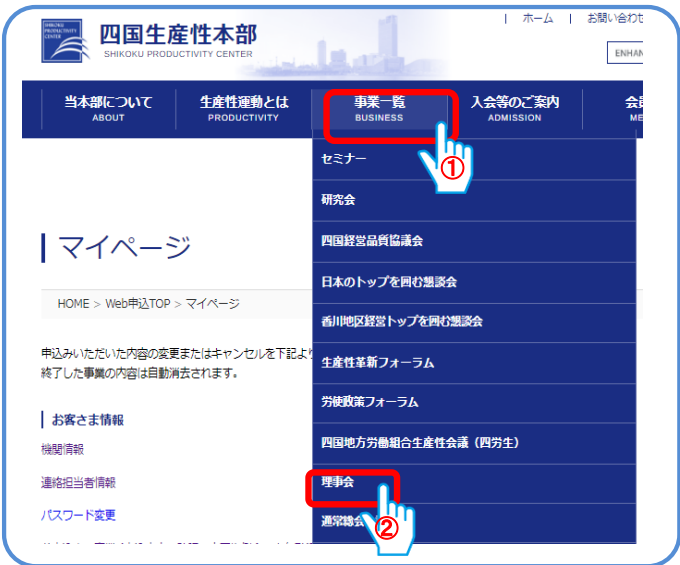 SHIKOKU
PRODUCTIVITY
CENTER
四国生産性本部
SHIKOKU PRODUCTIVITY CENTER
| ホーム | お問い合わせ
当本部について
ABOUT
生産性運動とは
PRODUCTIVITY
事業一覧
BUSINESS
入会等のご案内
ADMISSION
①
セミナー
研究会
四国経営品質協議会
日本のトップを囲む懇談会
香川地区経営トップを囲む懇談会
生産性革新フォーラム
労使政策フォーラム
四国地方労働組合生産性会議（四労生）
理事会
通常総会
②
マイページ
HOME > Web申込TOP > マイページ
申込みいただいた内容の変更またはキャンセルを下記より
終了した事業の内容は自動消去されます。
お客さま情報
機関情報
連絡担当者情報
パスワード変更